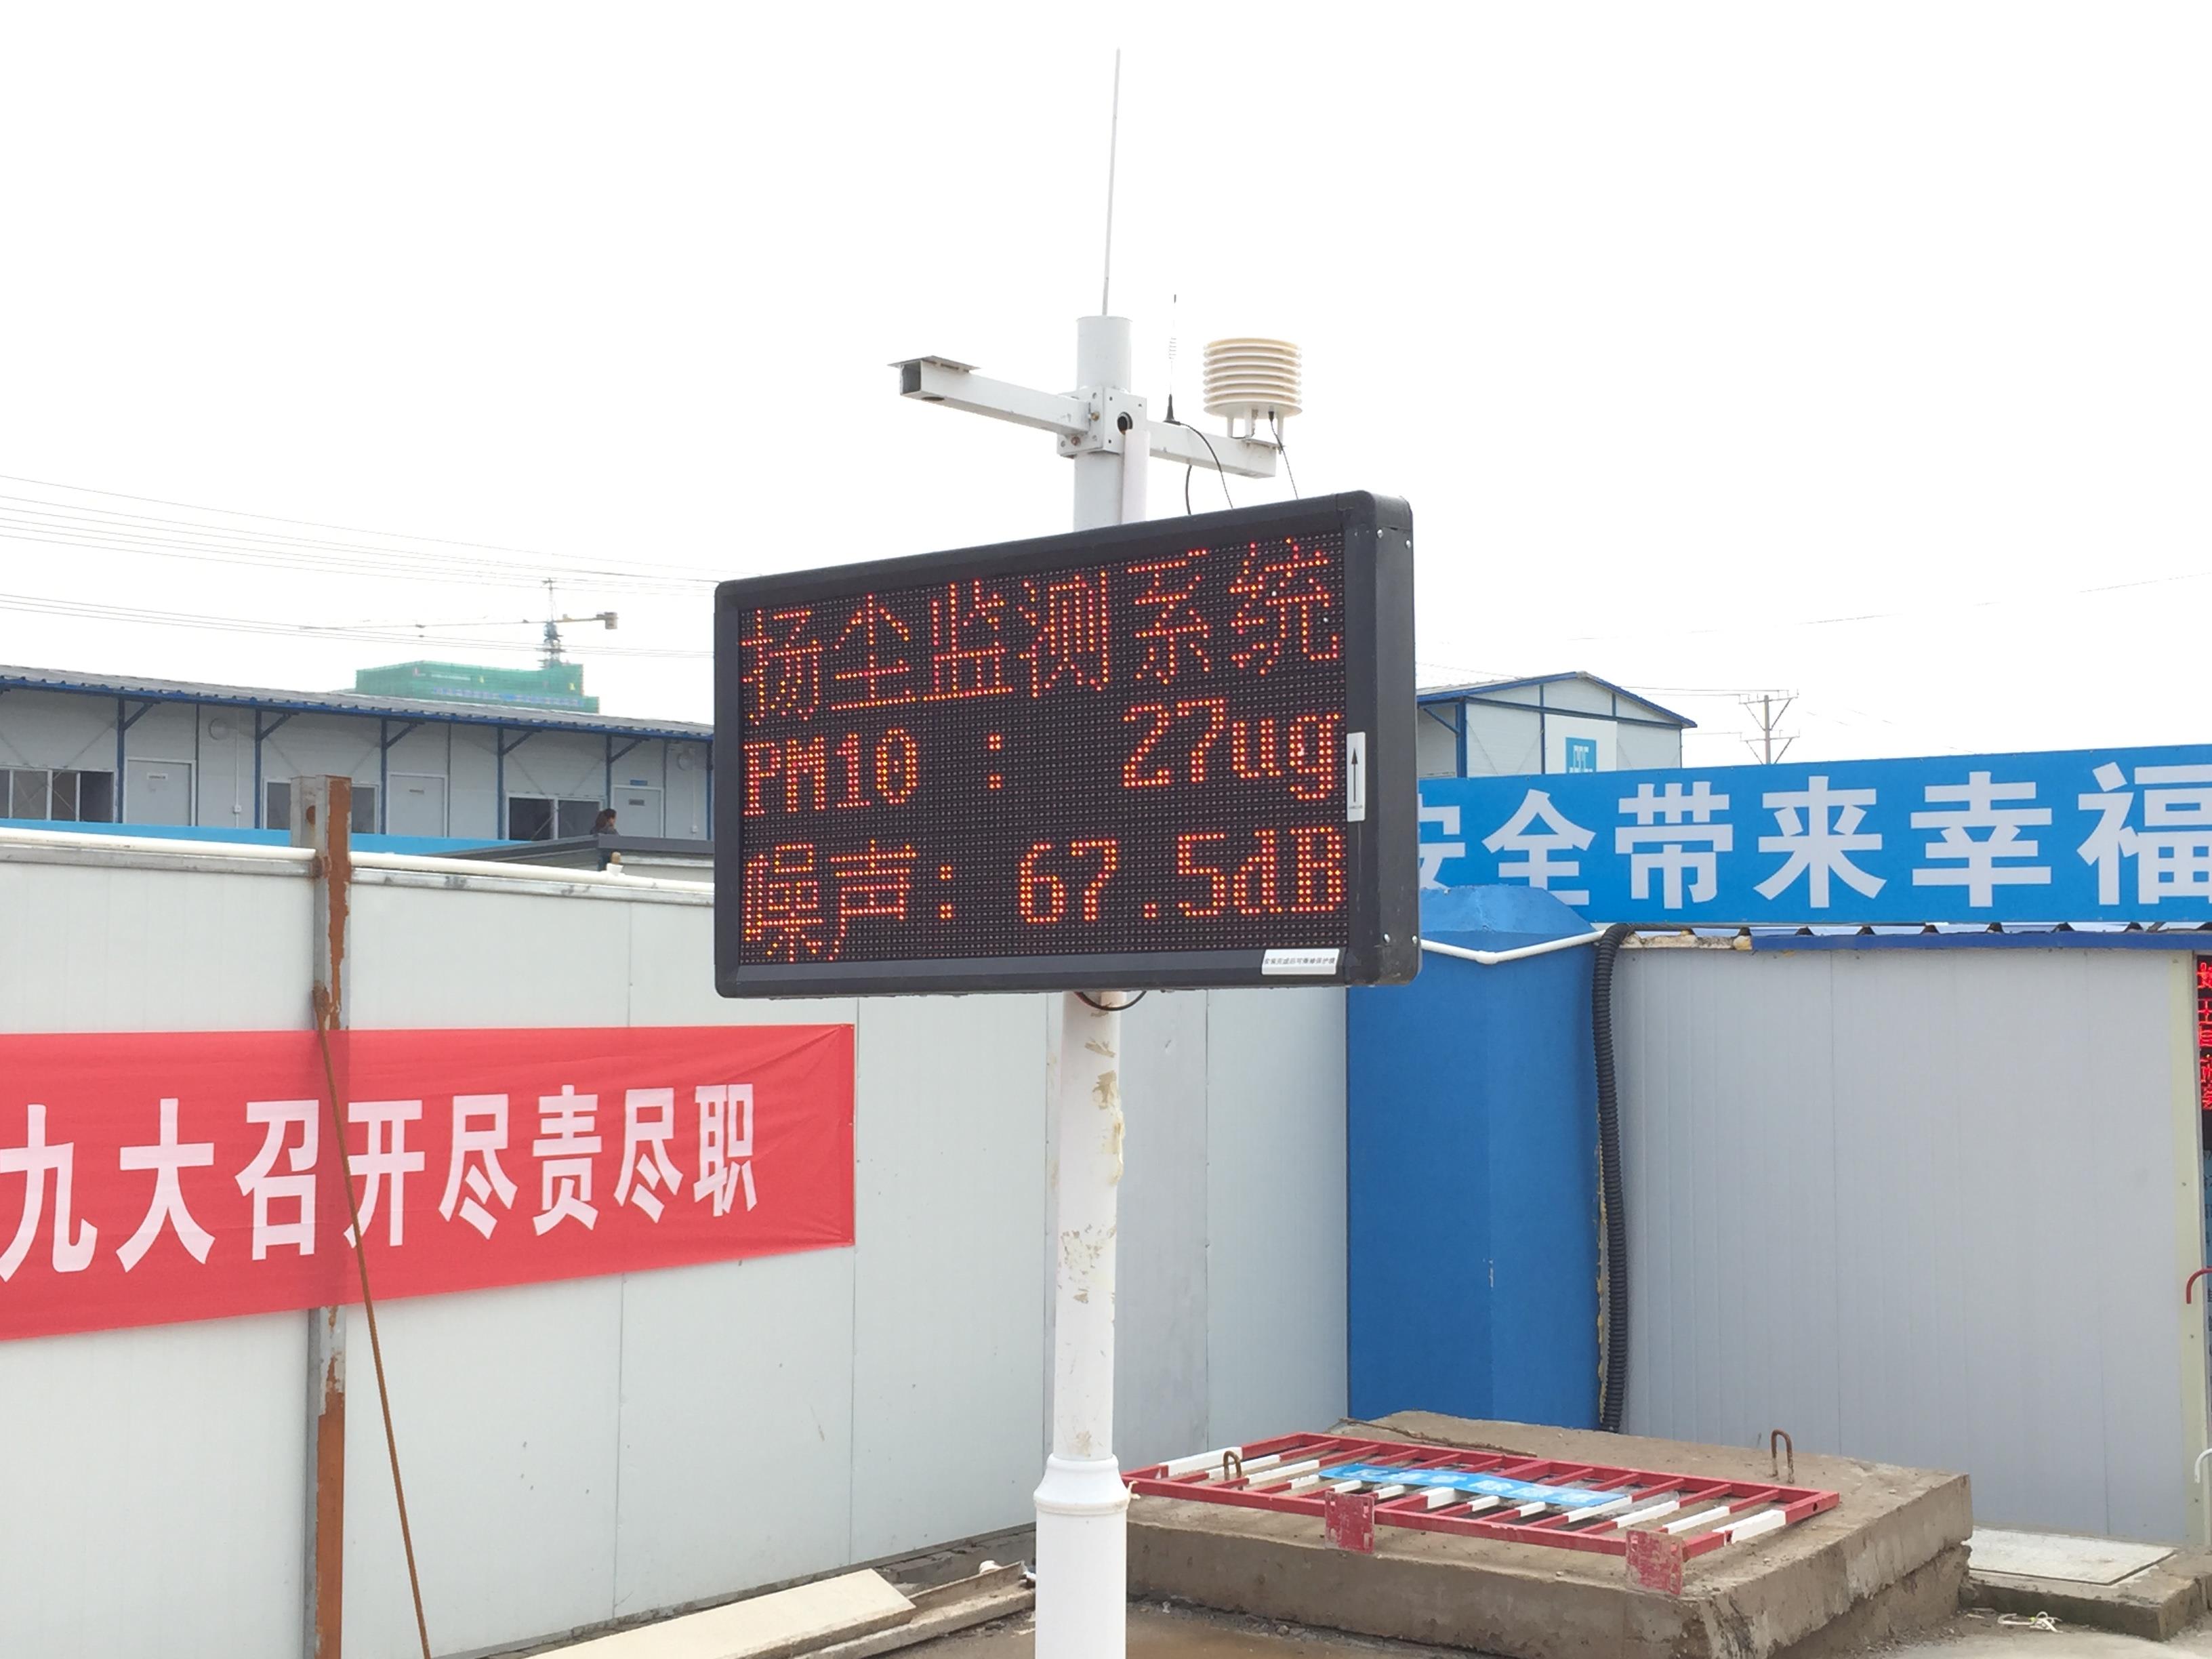 扬尘监测系统
PM10 : 27ug
噪声: 67.5dB
安全带来幸福
九大召开尽责尽职